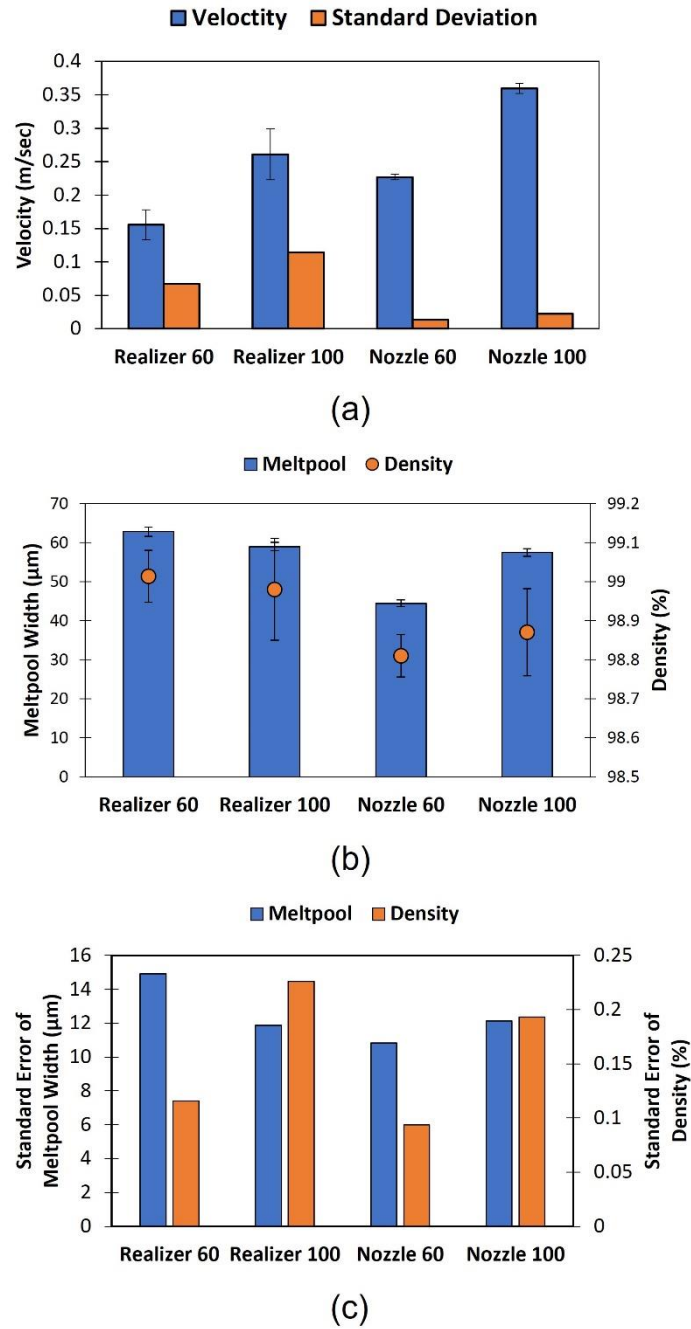 Veloctity Standard Deviation
Velocity (m/sec)
0.4
0.35
0.3
0.25
0.2
0.15
0.1
0.05
0
Realizer 60 Realizer 100 Nozzle 60 Nozzle 100
(a)
Meltpool Density
Meltpool Width (µm)
70
60
50
40
30
20
10
0
99.2
99.1
99
98.9
98.8
98.7
98.6
98.5
Density (%)
Realizer 60 Realizer 100 Nozzle 60 Nozzle 100
(b)
Meltpool Density
Standard Error of
Meltpool Width (µm)
16
14
12
10
8
6
4
2
0
0.25
0.2
0.15
0.1
0.05
0
Standard Error of
Density (%)
Realizer 60 Realizer 100 Nozzle 60 Nozzle 100
(c)